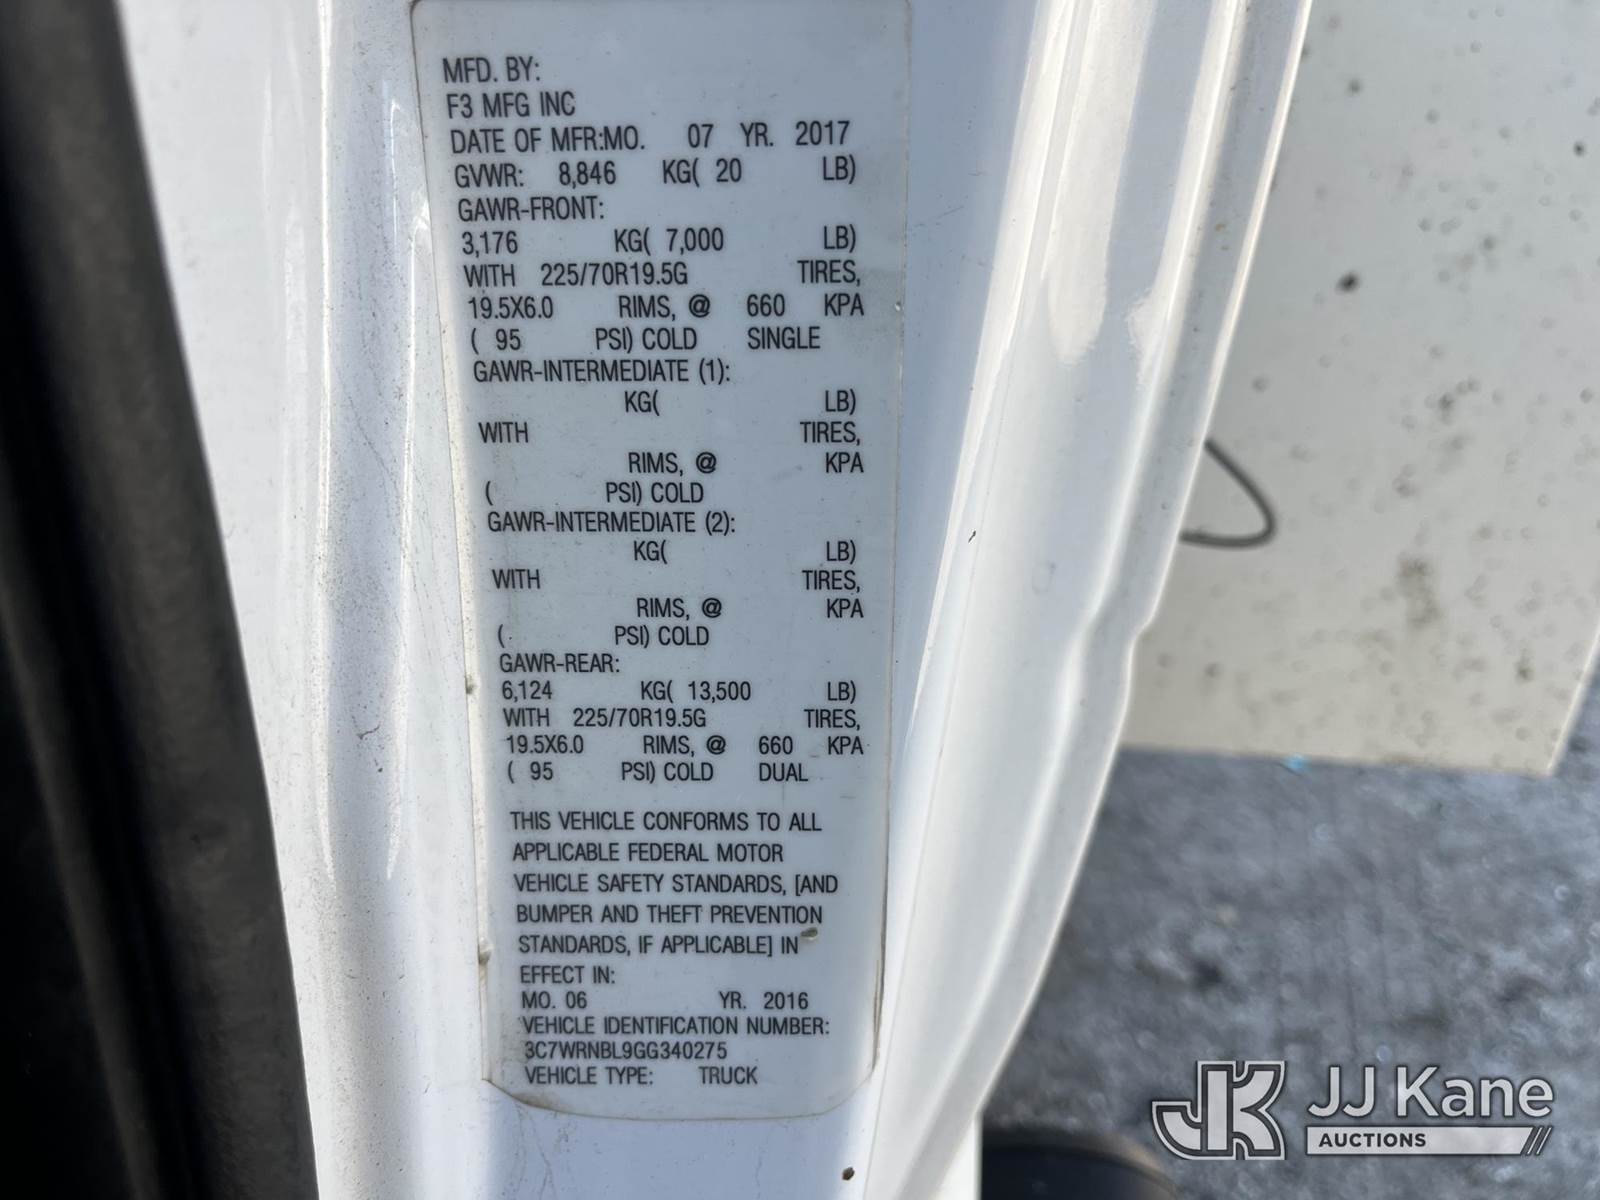 MFD. BY:
F3 MFG INC
DATE OF MFR:MO. 07 YR. 2017
GVWR: 8,846 KG( 20 LB)
GAWR-FRONT:
3,176 KG( 7,000 LB)
WITH 225/70R19.5G TIRES,
19.5X6.0 RIMS, @ 660 KPA
( 95 PSI) COLD SINGLE
GAWR-INTERMEDIATE (1):
KG( LB)
WITH TIRES,
RIMS, @ KPA
( PSI) COLD
GAWR-INTERMEDIATE (2):
KG( LB)
WITH TIRES,
RIMS, @ KPA
( PSI) COLD
GAWR-REAR:
6,124 KG( 13,500 LB)
WITH 225/70R19.5G TIRES,
19.5X6.0 RIMS, @ 660 KPA
( 95 PSI) COLD DUAL
THIS VEHICLE CONFORMS TO ALL
APPLICABLE FEDERAL MOTOR
VEHICLE SAFETY STANDARDS, [AND
BUMPER AND THEFT PREVENTION
STANDARDS, IF APPLICABLE] IN
EFFECT IN:
MO. 06 YR. 2016
VEHICLE IDENTIFICATION NUMBER:
3C7WRNBL9GG340275
VEHICLE TYPE: TRUCK
JK JJ Kane
AUCTIONS